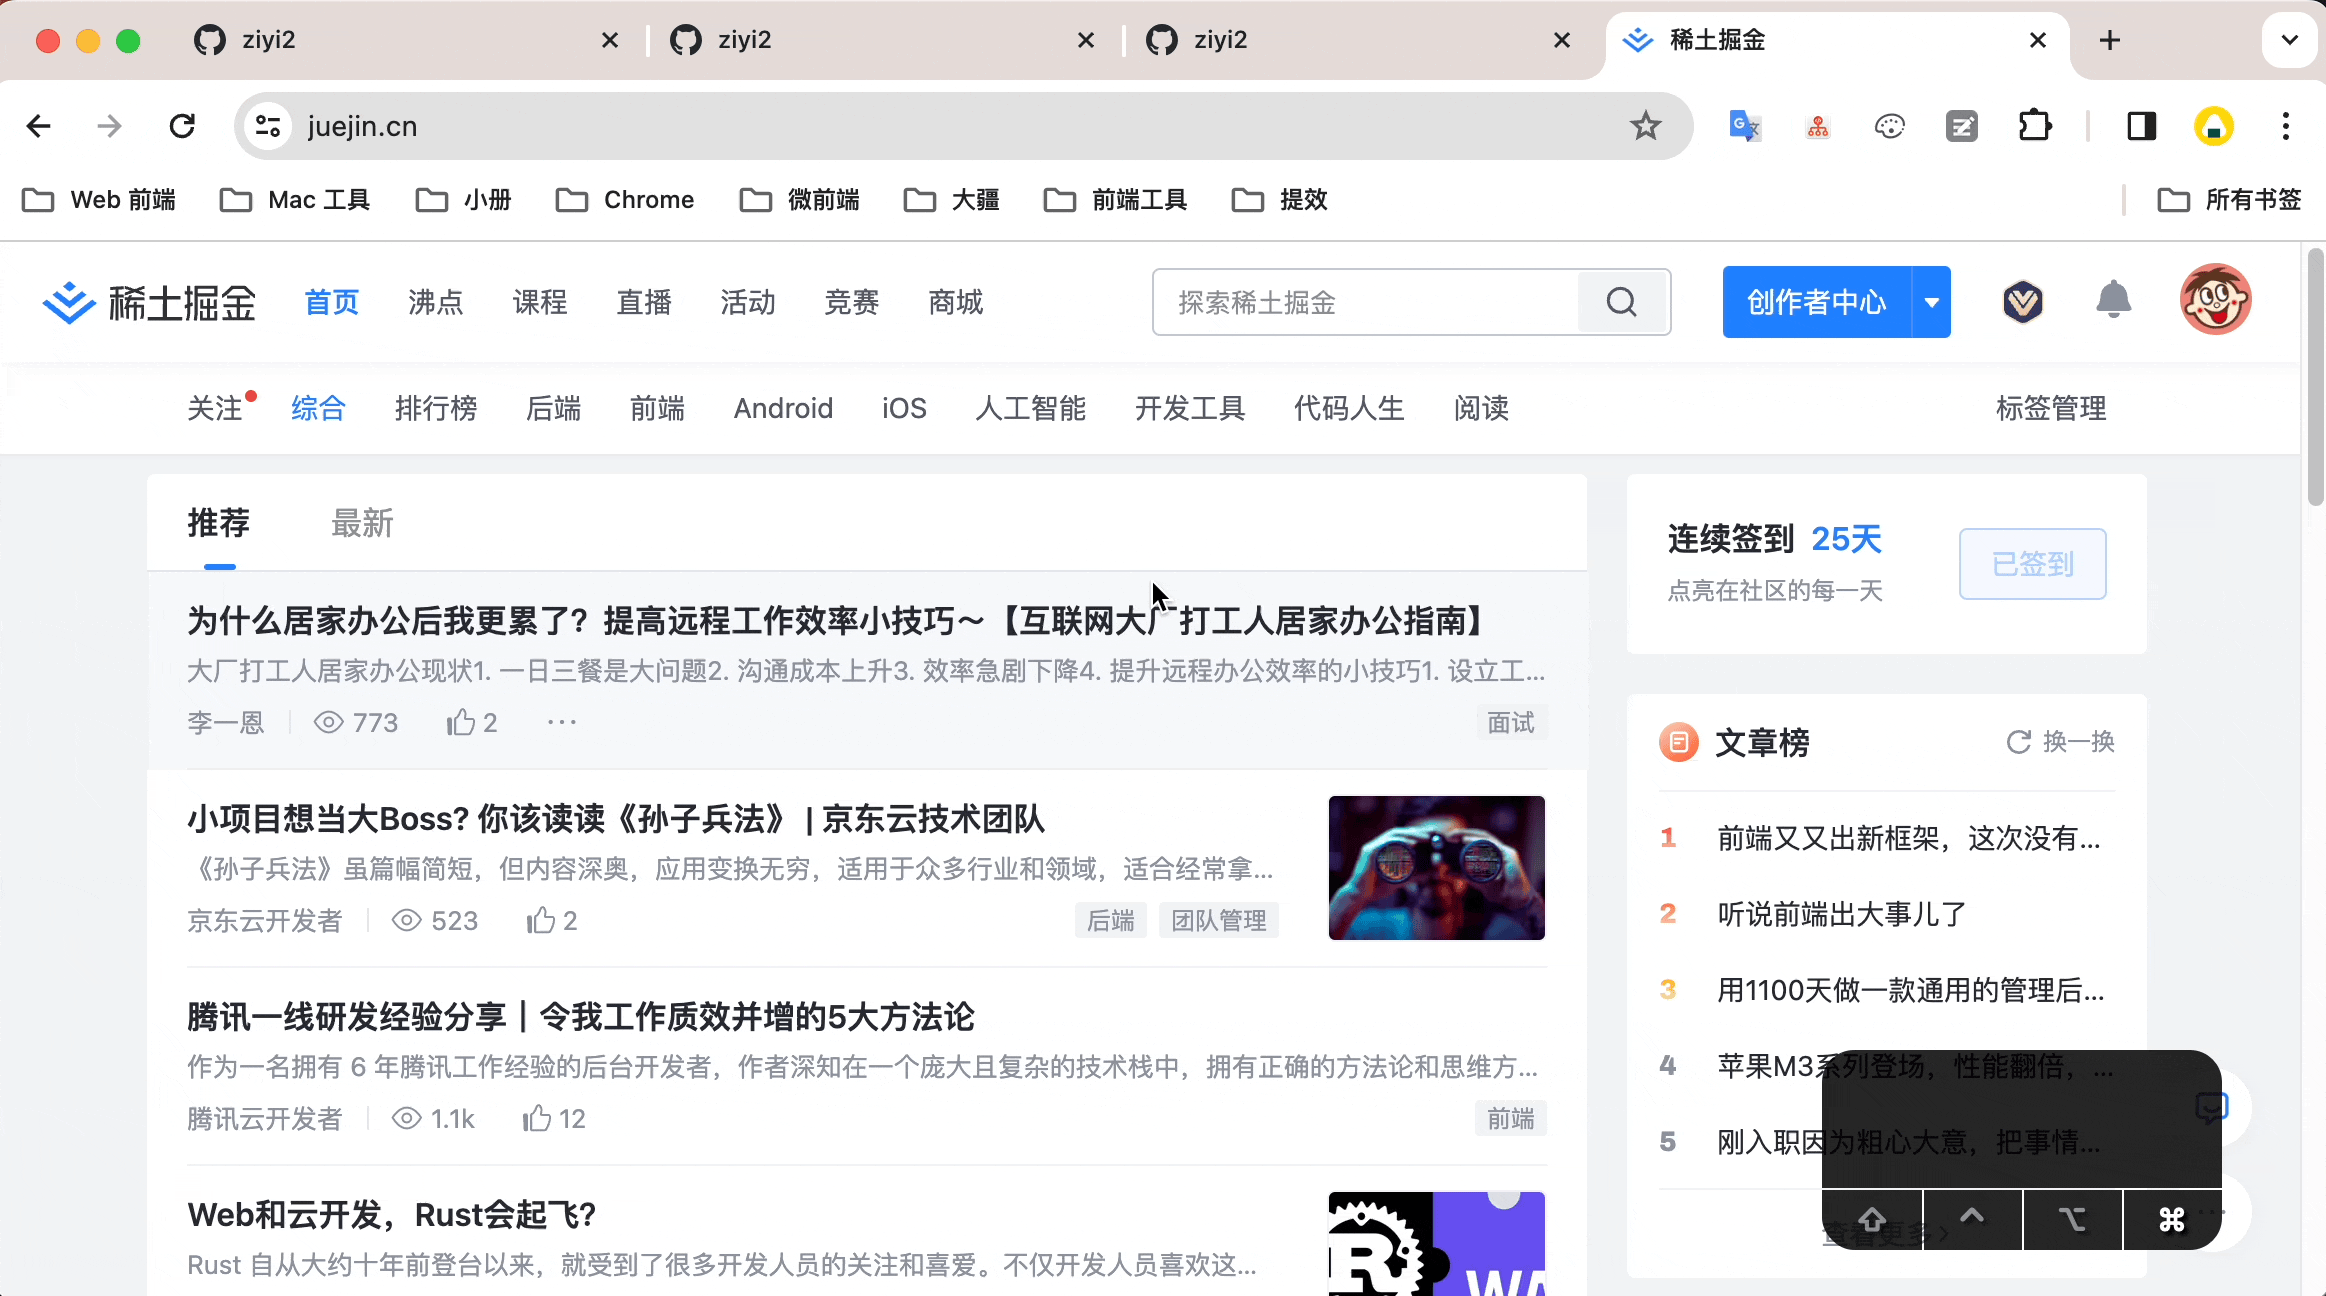 ziyi2
ziyi2
ziyi2
稀土掘金
juejin.cn
Web 前端
Mac 工具
小册
Chrome
微前端
大疆
前端工具
提效
所有书签
稀土掘金
首页
沸点
课程
直播
活动
竞赛
商城
探索稀土掘金
创作者中心
关注
综合
排行榜
后端
前端
Android
iOS
人工智能
开发工具
代码人生
阅读
标签管理
推荐
最新
为什么居家办公后我更累了？提高远程工作效率小技巧～【互联网大厂打工人居家办公指南】
大厂打工人居家办公现状1. 一日三餐是大问题2. 沟通成本上升3. 效率急剧下降4. 提升远程办公效率的小技巧1. 设立工...
李一恩
773
2
面试
小项目想当大Boss? 你该读读《孙子兵法》 | 京东云技术团队
《孙子兵法》虽篇幅简短，但内容深奥，应用变换无穷，适用于众多行业和领域，适合经常拿...
京东云开发者
523
2
后端
团队管理
腾讯一线研发经验分享｜令我工作质效并增的5大方法论
作为一名拥有 6 年腾讯工作经验的后台开发者，作者深知在一个庞大且复杂的技术栈中，拥有正确的方法论和思维方...
腾讯云开发者
1.1k
12
前端
Web和云开发，Rust会起飞?
Rust 自从大约十年前登台以来，就受到了很多开发人员的关注和喜爱。不仅开发人员喜欢这...
R
WA
连续签到 25天
点亮在社区的每一天
已签到
文章榜
换一换
1 前端又又出新框架，这次没有...
2 听说前端出大事儿了
3 用1100天做一款通用的管理后...
4 苹果M3系列登场，性能翻倍，...
5 刚入职因为粗心大意，把事情...
查看更多